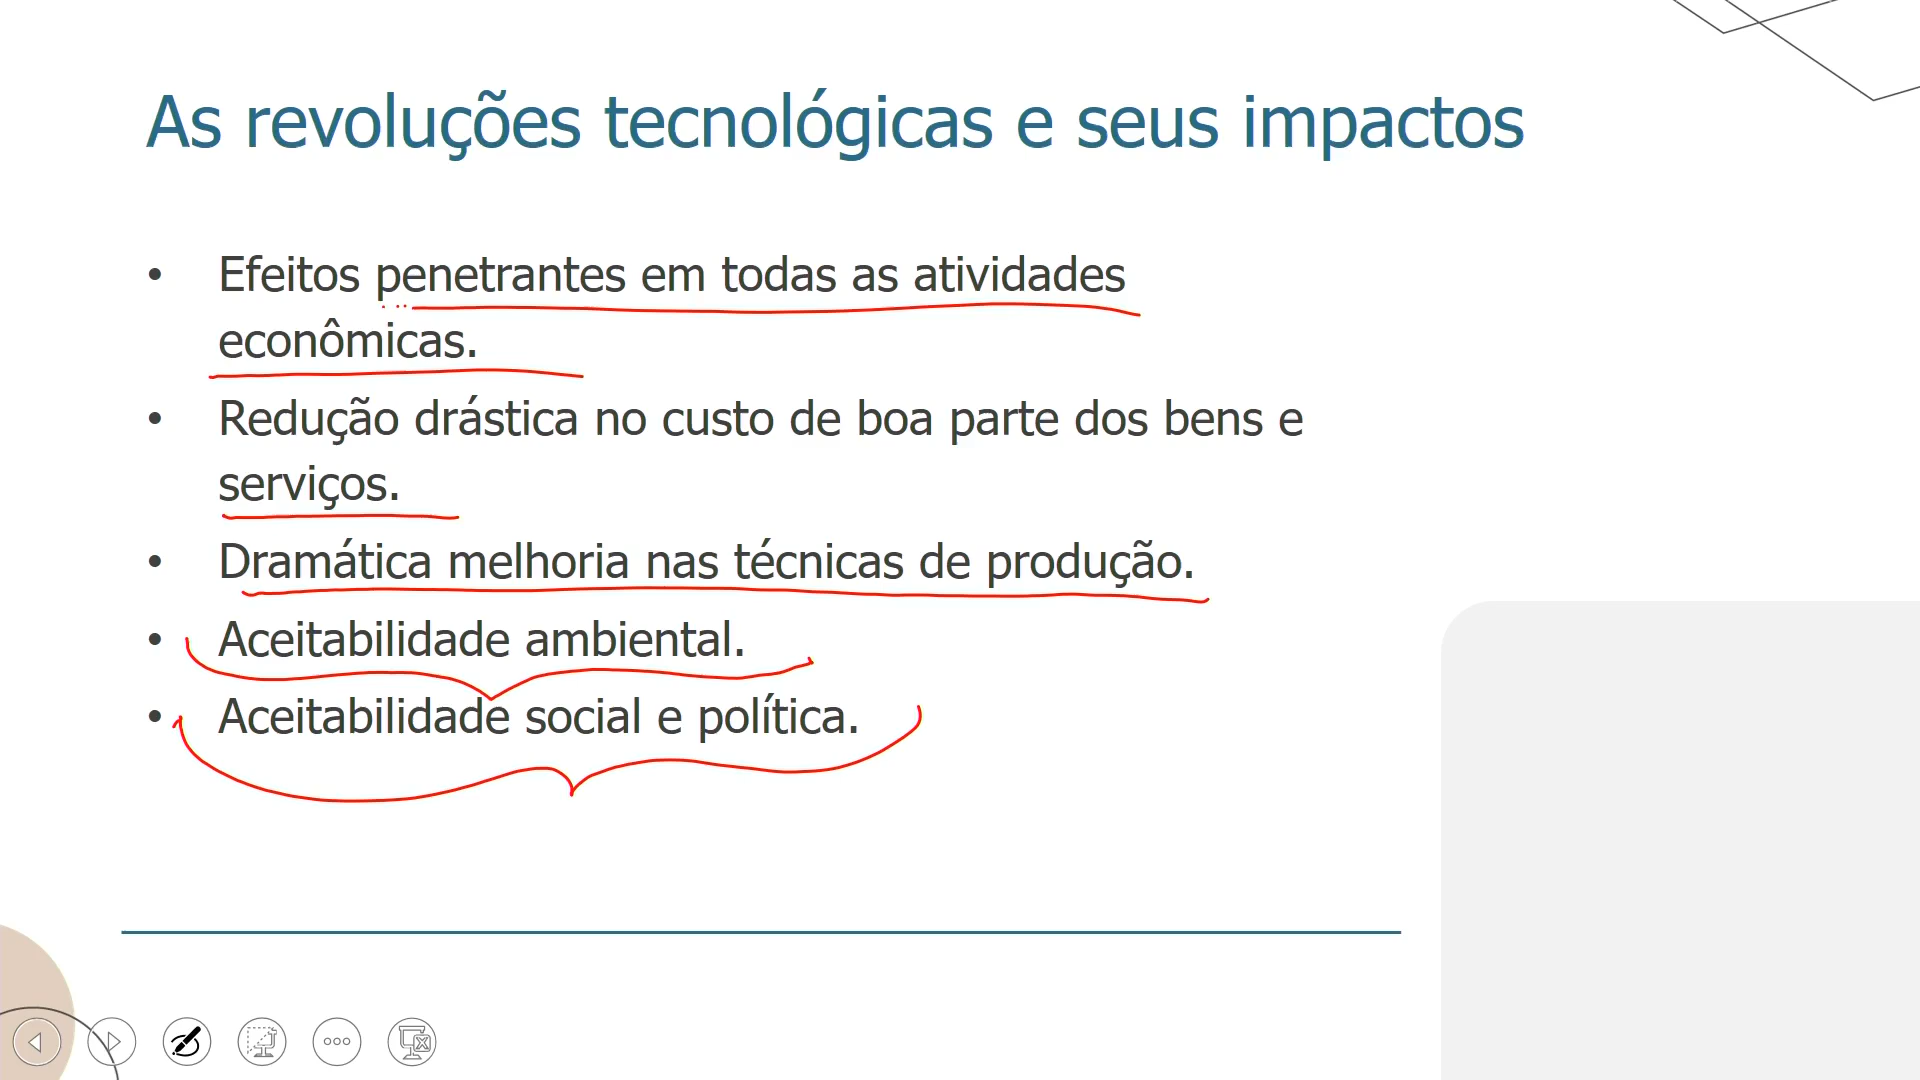 As revoluções tecnológicas e seus impactos
• Efeitos penetrantes em todas as atividades
econômicas.
• Redução drástica no custo de boa parte dos bens e
serviços.
• Dramática melhoria nas técnicas de produção.
• Aceitabilidade ambiental.
• Aceitabilidade social e política.